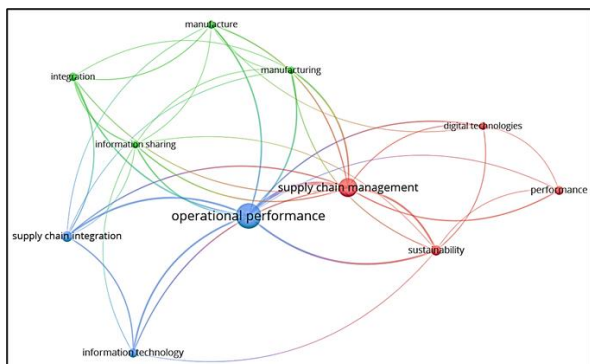 manufacture
integration
manufacturing
digital technologies
information sharing
supply chain management
performance
operational performance
supply chain integration
sustainability
information technology